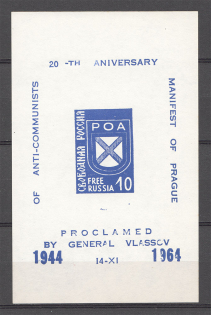 20 -TH ANIVERSARY
OF ANTI-COMMUNISTS
MANIFEST OF PRAGUE
СВОБОДНАЯ РОССИЯ
РОА
FREE
RUSSIA 10
PROCLAMED
BY GENERAL VLASSOV
1944 14-XI 1964